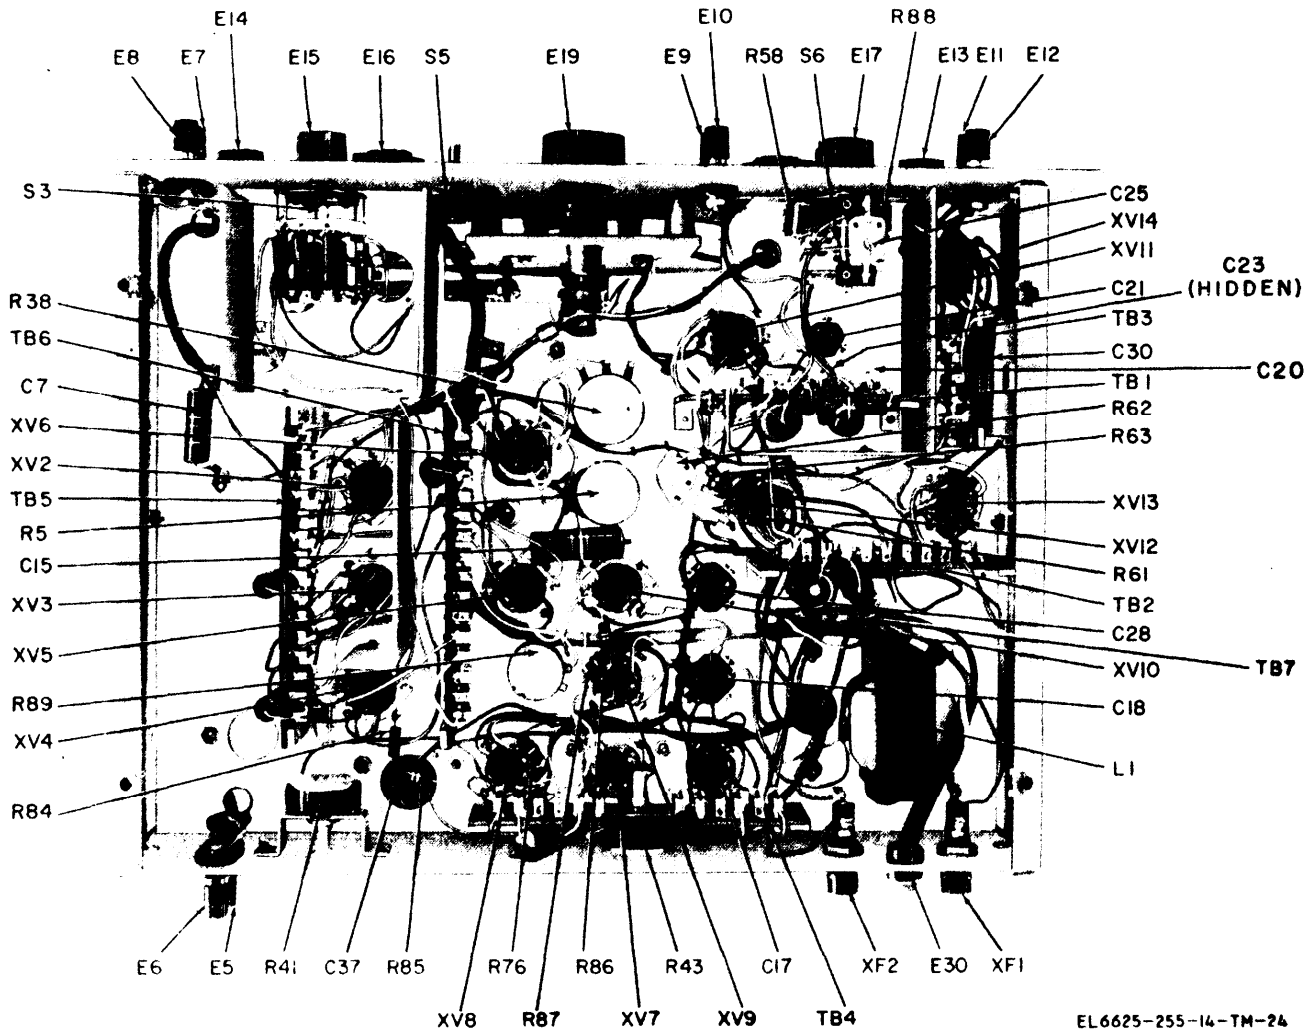 E14 E10 R88
E8 E7 E15 E16 S5 E19 E9 R58 S6 E17 E13 E11 E12
S3
R38
TB6
C7
XV6
XV2
TB5
R5
C15
XV3
XV5
R89
XV4
R84
C25
XV14
XV11
C23
(HIDDEN)
C21
TB3
C30
C20
TB1
R62
R63
XV13
XV12
R61
TB2
C28
TB7
XV10
C18
L1
E6 E5 R41 C37 R85 R76 R86 R43 C17 XF2 E30 XF1
XV8 R87 XV7 XV9 TB4
EL6625-255-14-TM-24